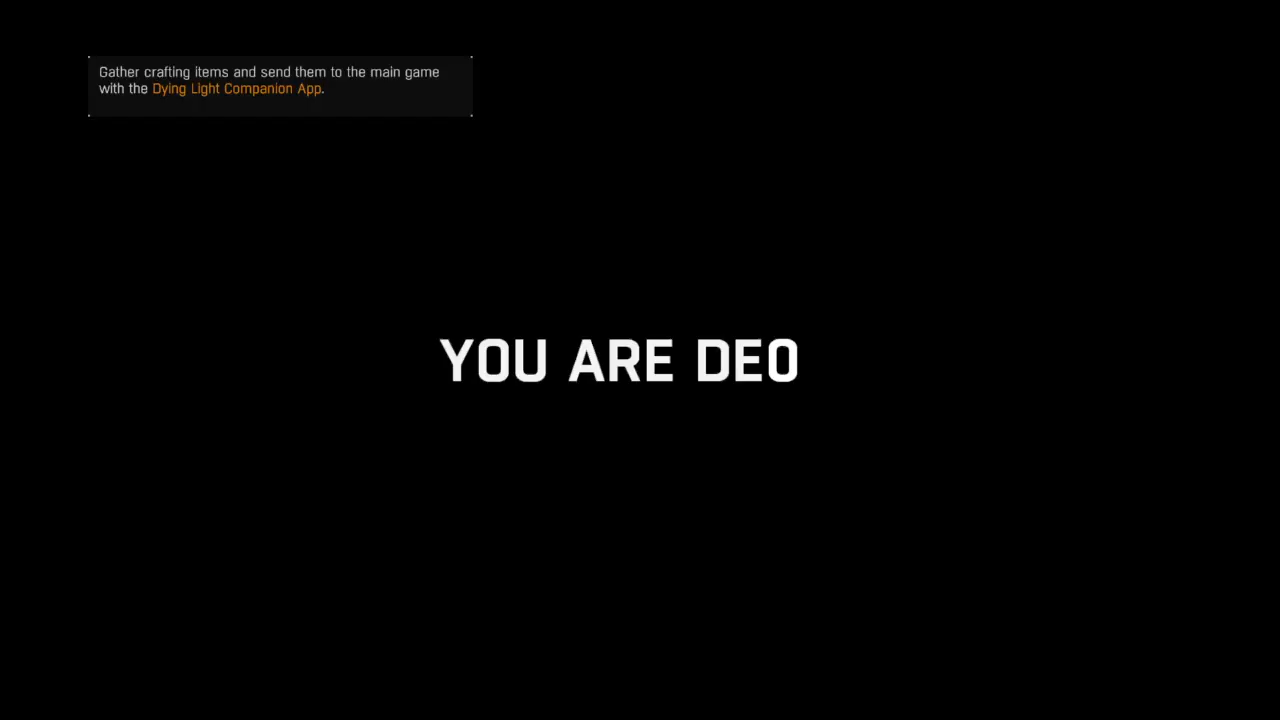 Gather crafting items and send them to the main game
with the Dying Light Companion App.
YOU ARE DEO